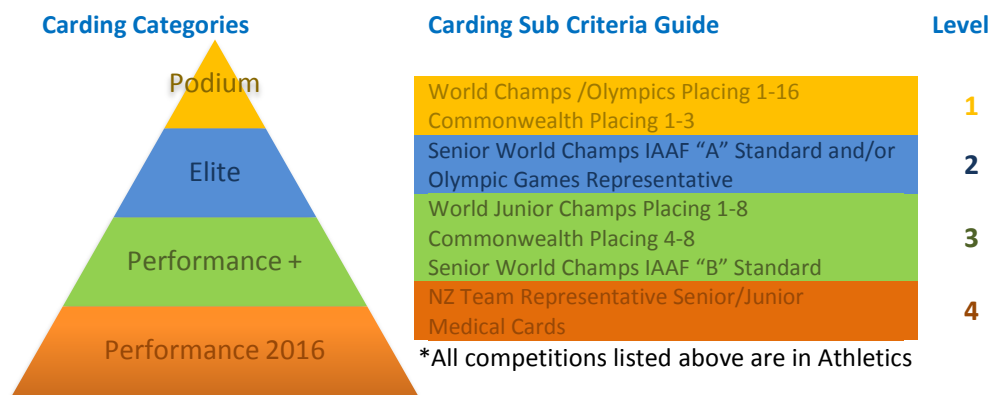 Carding Categories
Carding Sub Criteria Guide
Level
Podium
World Champs /Olympics Placing 1-16
Commonwealth Placing 1-3
1
Elite
Senior World Champs IAAF “A” Standard and/or
Olympic Games Representative
2
Performance +
World Junior Champs Placing 1-8
Commonwealth Placing 4-8
Senior World Champs IAAF “B” Standard
3
Performance 2016
NZ Team Representative Senior/Junior
Medical Cards
4
*All competitions listed above are in Athletics